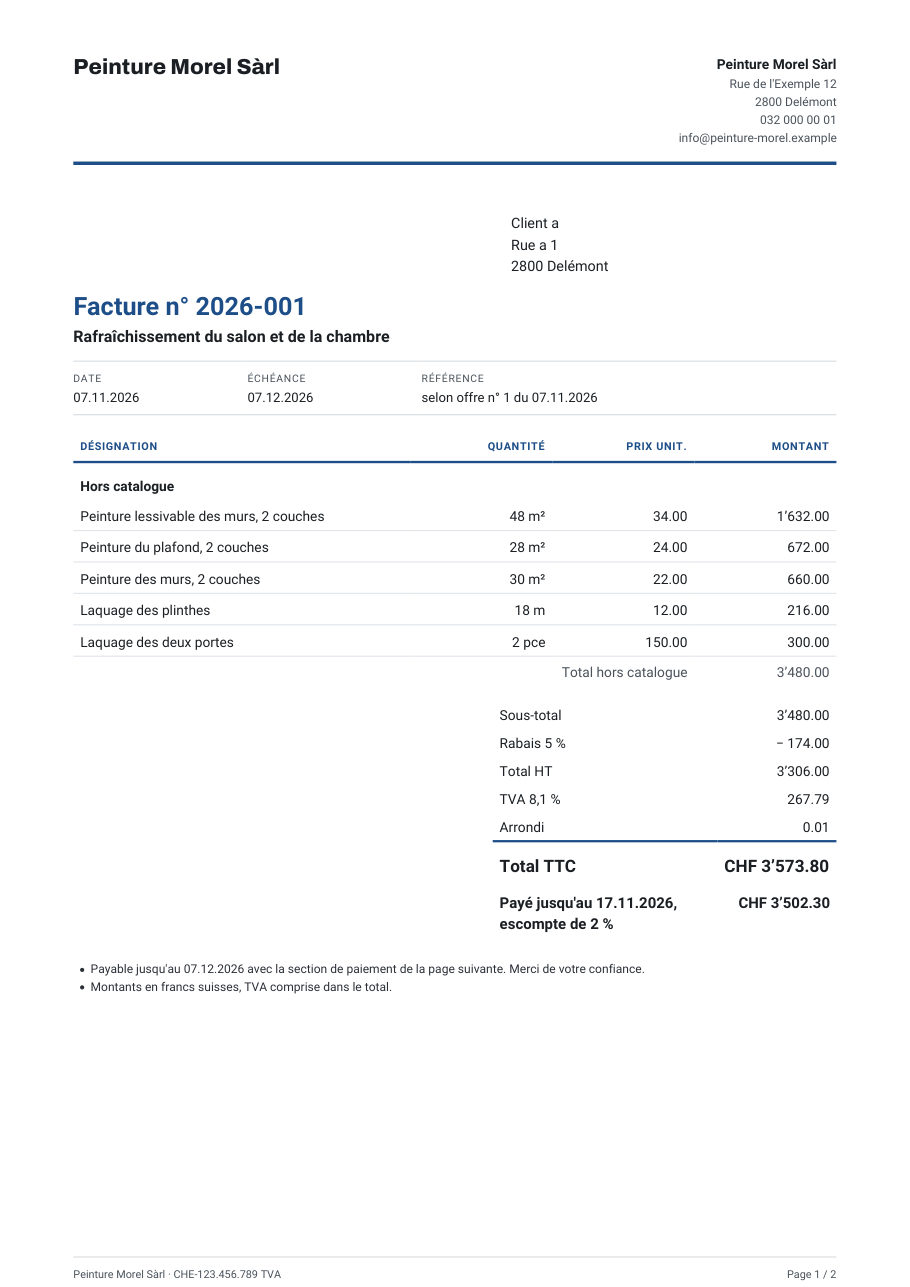 Peinture Morel Sàrl
Peinture Morel Sàrl
Rue de l'Exemple 12
2800 Delémont
032 000 00 01
info@peinture-morel.example
Client a
Rue a 1
2800 Delémont
Facture n° 2026-001
Rafraîchissement du salon et de la chambre
DATE ÉCHÉANCE RÉFÉRENCE
07.11.2026 07.12.2026 selon offre n° 1 du 07.11.2026
DÉSIGNATION QUANTITÉ PRIX UNIT. MONTANT
Hors catalogue
Peinture lessivable des murs, 2 couches 48 m² 34.00 1’632.00
Peinture du plafond, 2 couches 28 m² 24.00 672.00
Peinture des murs, 2 couches 30 m² 22.00 660.00
Laquage des plinthes 18 m 12.00 216.00
Laquage des deux portes 2 pce 150.00 300.00
Total hors catalogue 3’480.00
Sous-total 3’480.00
Rabais 5 % − 174.00
Total HT 3’306.00
TVA 8,1 % 267.79
Arrondi 0.01
Total TTC CHF 3’573.80
Payé jusqu'au 17.11.2026, CHF 3’502.30
escompte de 2 %
• Payable jusqu'au 07.12.2026 avec la section de paiement de la page suivante. Merci de votre confiance.
• Montants en francs suisses, TVA comprise dans le total.
Peinture Morel Sàrl · CHE-123.456.789 TVA Page 1 / 2